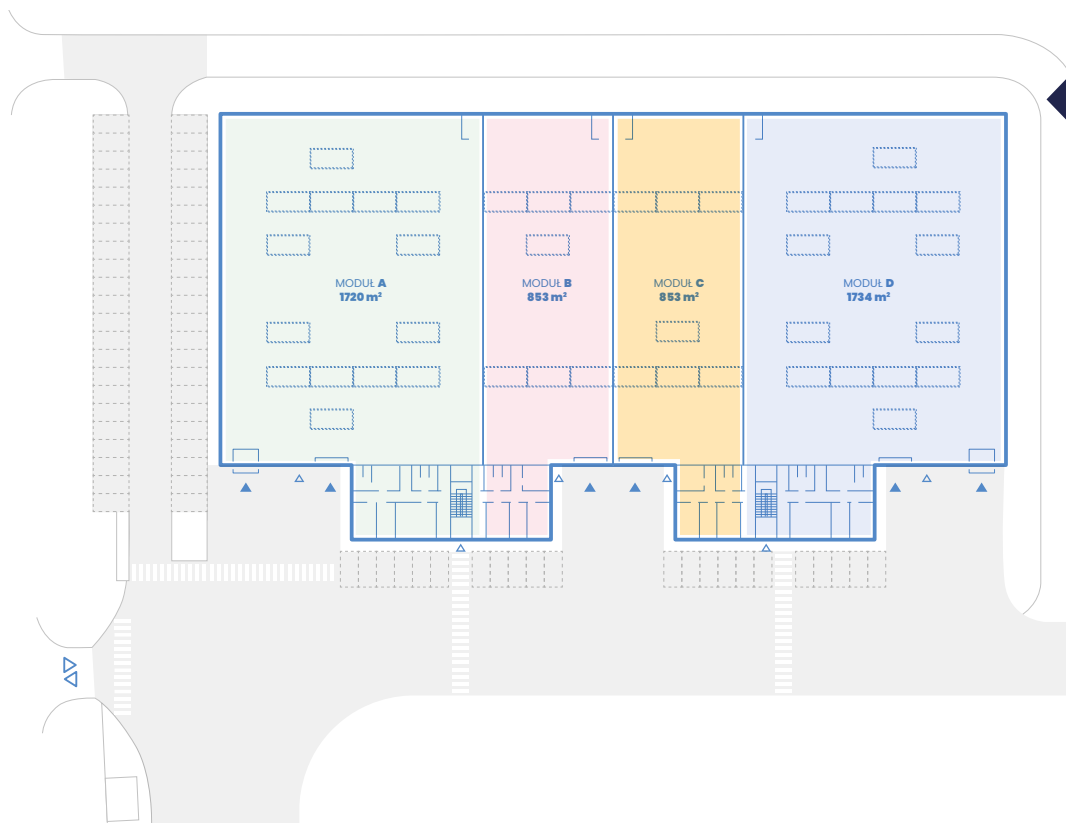 MODUŁ A
1720 m²
MODUŁ B
853 m²
MODUŁ C
853 m²
MODUŁ D
1734 m²